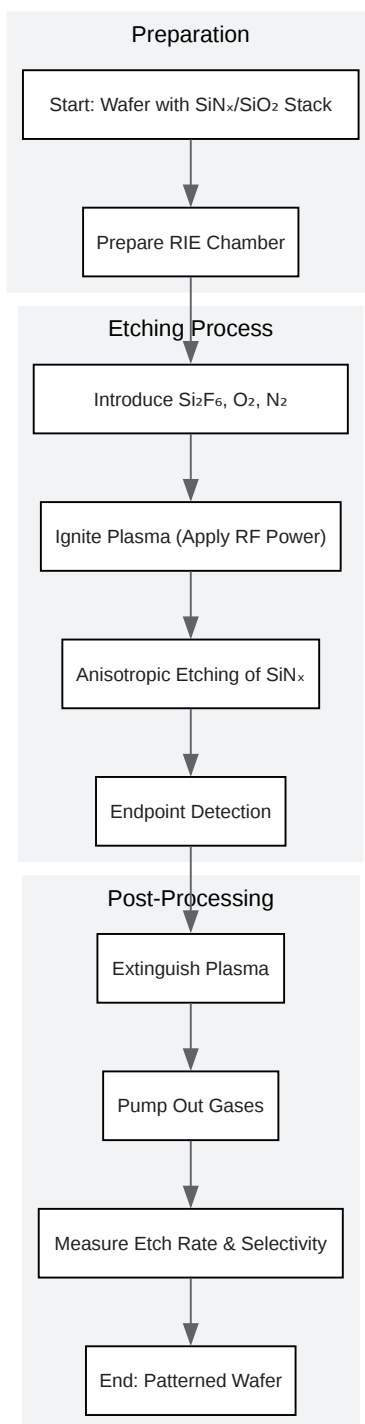 Preparation
Start: Wafer with SiNₓ/SiO₂ Stack
Prepare RIE Chamber
Etching Process
Introduce Si₂F₆, O₂, N₂
Ignite Plasma (Apply RF Power)
Anisotropic Etching of SiNₓ
Endpoint Detection
Post-Processing
Extinguish Plasma
Pump Out Gases
Measure Etch Rate & Selectivity
End: Patterned Wafer